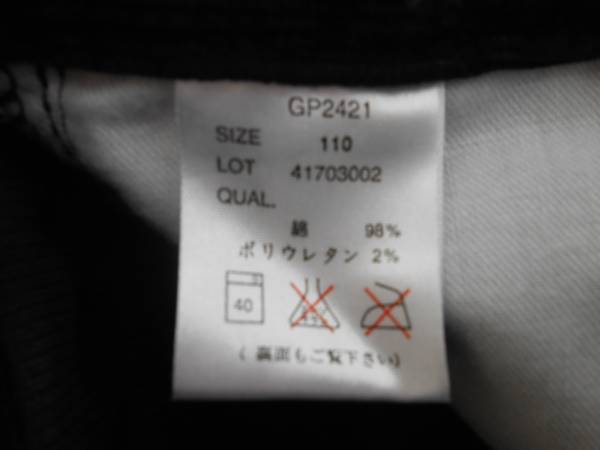 GP2421
SIZE 110
LOT 41703002
QUAL.
綿 98%
ポリウレタン 2%
40
(裏面もご覧下さい)